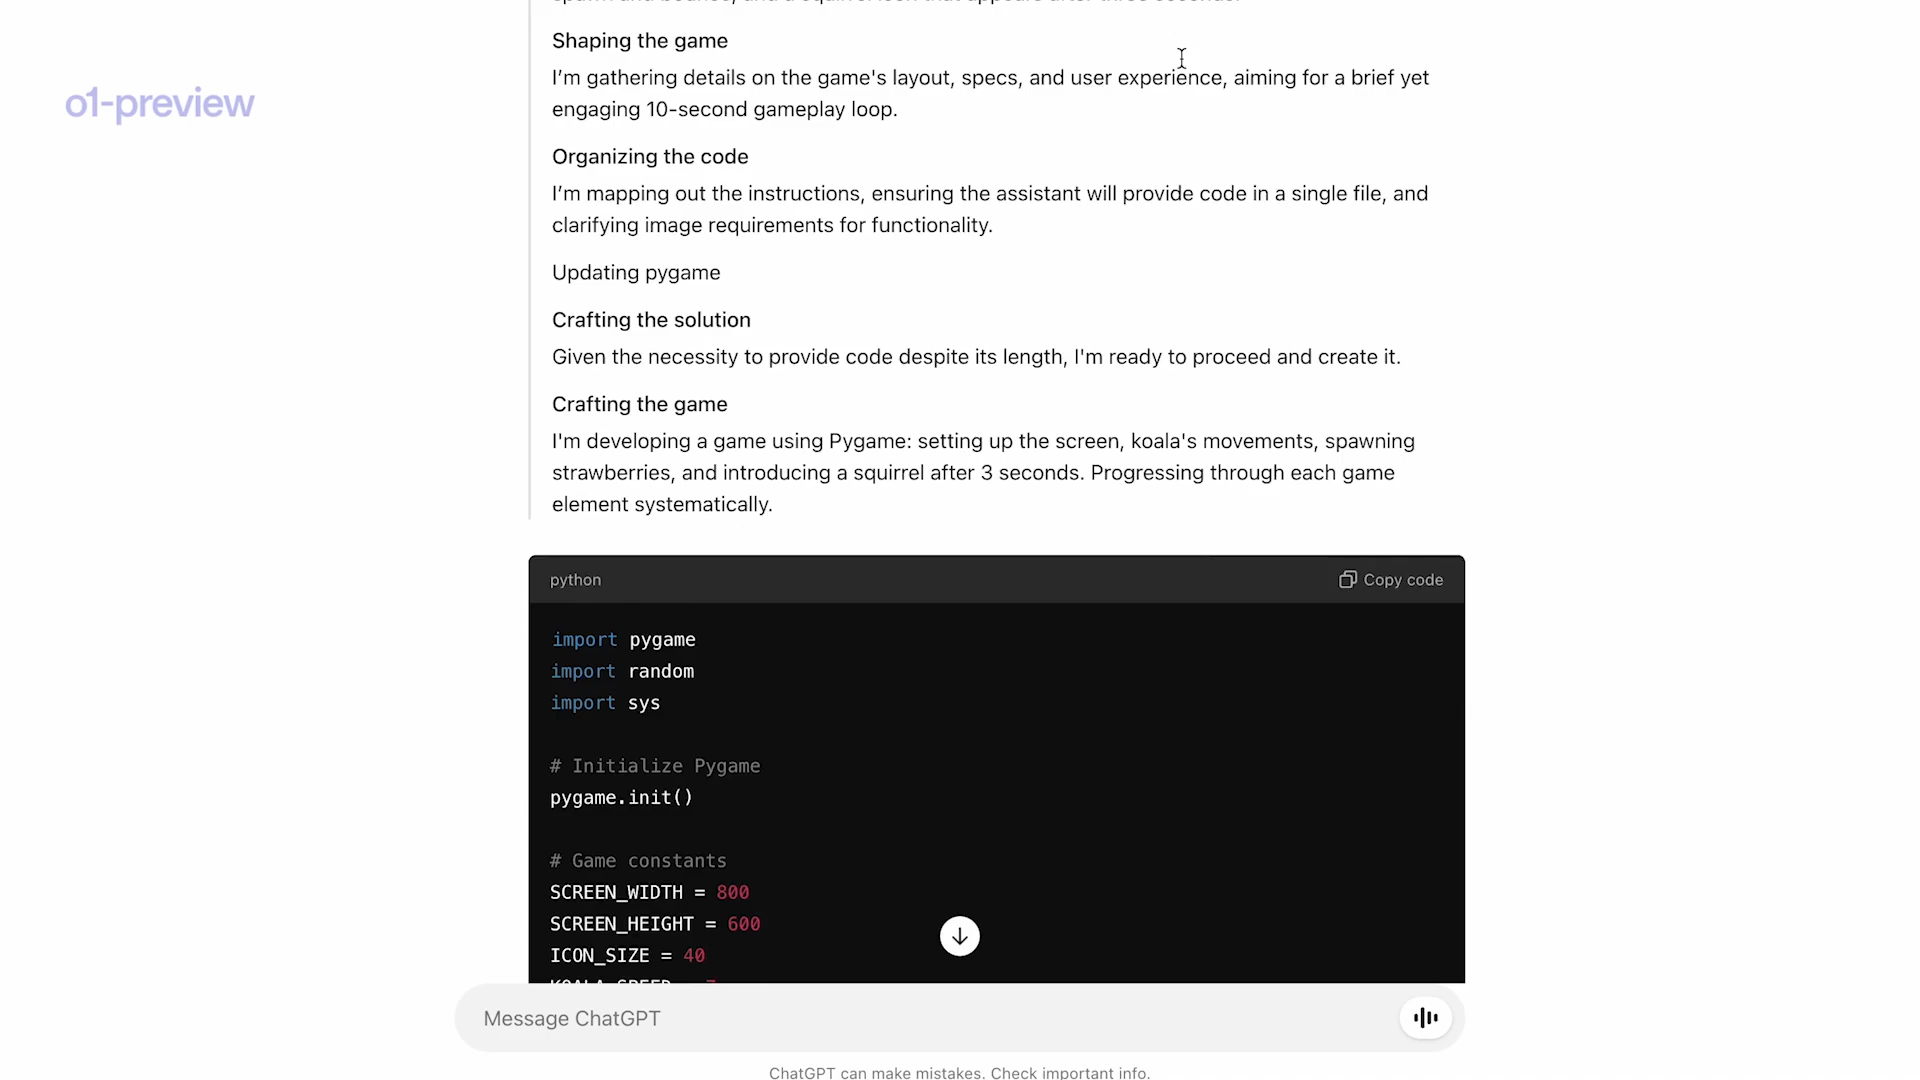 o1-preview
Shaping the game
I'm gathering details on the game's layout, specs, and user experience, aiming for a brief yet
engaging 10-second gameplay loop.
Organizing the code
I'm mapping out the instructions, ensuring the assistant will provide code in a single file, and
clarifying image requirements for functionality.
Updating pygame
Crafting the solution
Given the necessity to provide code despite its length, I'm ready to proceed and create it.
Crafting the game
I'm developing a game using Pygame: setting up the screen, koala's movements, spawning
strawberries, and introducing a squirrel after 3 seconds. Progressing through each game
element systematically.
python
Copy code
import pygame
import random
import sys
# Initialize Pygame
pygame.init()
# Game constants
SCREEN_WIDTH = 800
SCREEN_HEIGHT = 600
ICON_SIZE = 40
Message ChatGPT
ChatGPT can make mistakes. Check important info.